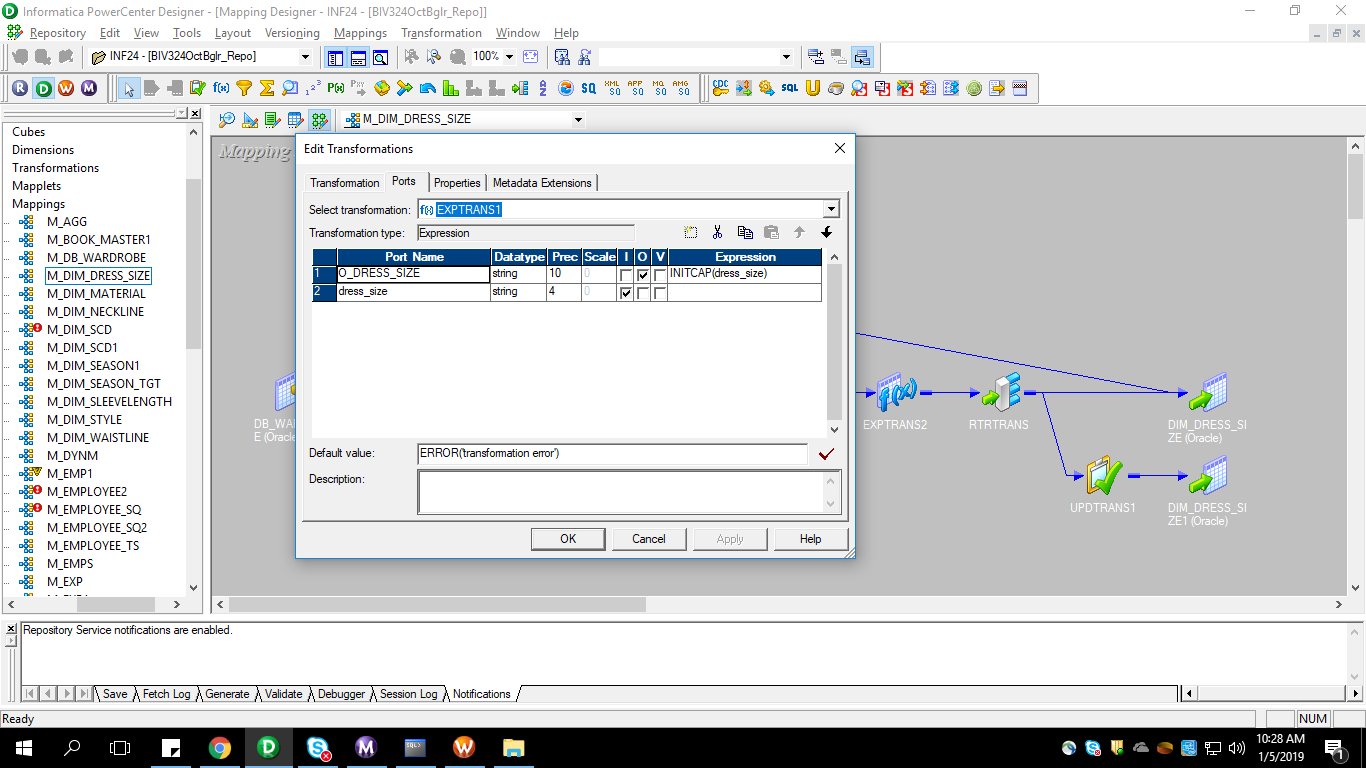 Informatica PowerCenter Designer - [Mapping Designer - INF24 - [BIV324OctBglr_Repo]]
Repository Edit View Tools Layout Versioning Mappings Transformation Window Help
INF24 - [BIV324OctBglr_Repo] 100%
M_DIM_DRESS_SIZE
Cubes
Dimensions
Transformations
Mapplets
Mappings
M_AGG
M_BOOK_MASTER1
M_DB_WARDROBE
M_DIM_DRESS_SIZE
M_DIM_MATERIAL
M_DIM_NECKLINE
M_DIM_SCD
M_DIM_SCD1
M_DIM_SEASON1
M_DIM_SEASON_TGT
M_DIM_SLEEVELENGTH
M_DIM_STYLE
M_DIM_WAISTLINE
M_DYNM
M_EMP1
M_EMPLOYEE2
M_EMPLOYEE_SQ
M_EMPLOYEE_SQ2
M_EMPLOYEE_TS
M_EMPS
M_EXP
Mapping
Edit Transformations
Transformation Ports Properties Metadata Extensions
Select transformation: f(x) EXPTRANS1
Transformation type: Expression
Port Name Datatype Prec Scale I O V Expression
1 O_DRESS_SIZE string 10 0 INITCAP(dress_size)
2 dress_size string 4 0
Default value: ERROR('transformation error')
Description:
OK Cancel Apply Help
DB_WA
E (Oracle
EXPTRANS2
RTRTRANS
DIM_DRESS_SI
ZE (Oracle)
UPDTRANS1
DIM_DRESS_SI
ZE1 (Oracle)
Repository Service notifications are enabled.
Save Fetch Log Generate Validate Debugger Session Log Notifications
Ready NUM
10:28 AM
1/5/2019